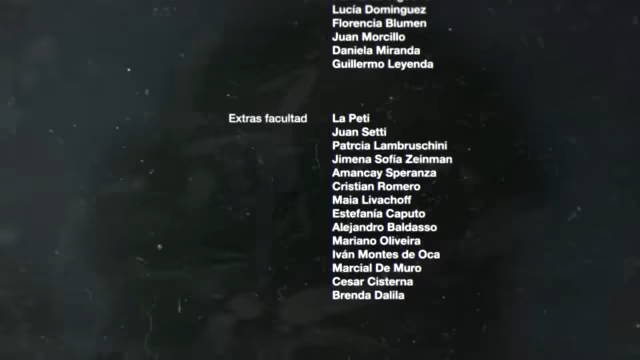 Lucía Dominguez
Florencia Blumen
Juan Morcillo
Daniela Miranda
Guillermo Leyenda
Extras facultad La Peti
Juan Setti
Patrcia Lambruschini
Jimena Sofía Zeinman
Amancay Speranza
Cristian Romero
Maia Livachoff
Estefanía Caputo
Alejandro Baldasso
Mariano Oliveira
Iván Montes de Oca
Marcial De Muro
Cesar Cisterna
Brenda Dalila